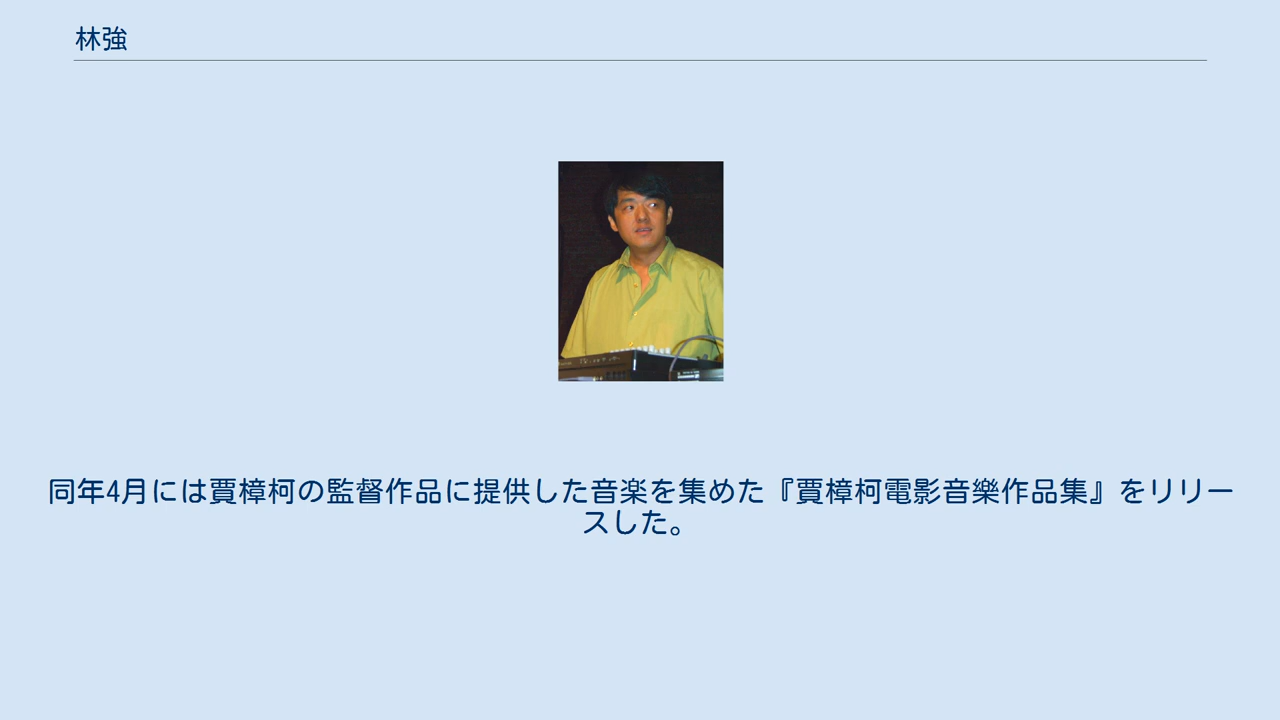 林強
同年4月には賈樟柯の監督作品に提供した音楽を集めた『賈樟柯電影音樂作品集』をリリー
スした。